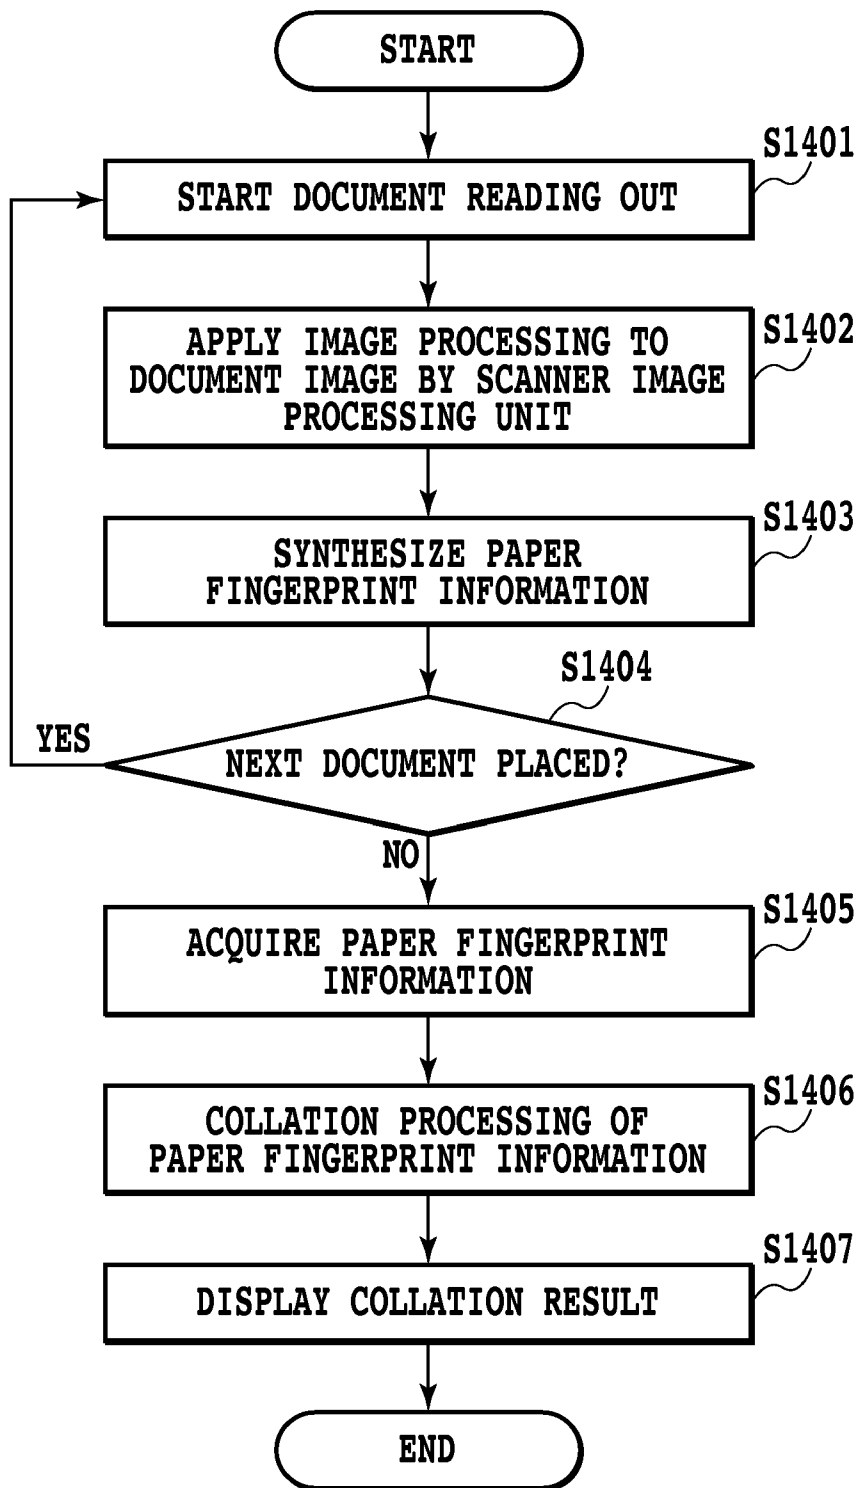 START
S1401
START DOCUMENT READING OUT
S1402
APPLY IMAGE PROCESSING TO
DOCUMENT IMAGE BY SCANNER IMAGE
PROCESSING UNIT
S1403
SYNTHESIZE PAPER
FINGERPRINT INFORMATION
S1404
YES
NEXT DOCUMENT PLACED?
NO
S1405
ACQUIRE PAPER FINGERPRINT
INFORMATION
S1406
COLLATION PROCESSING OF
PAPER FINGERPRINT INFORMATION
S1407
DISPLAY COLLATION RESULT
END